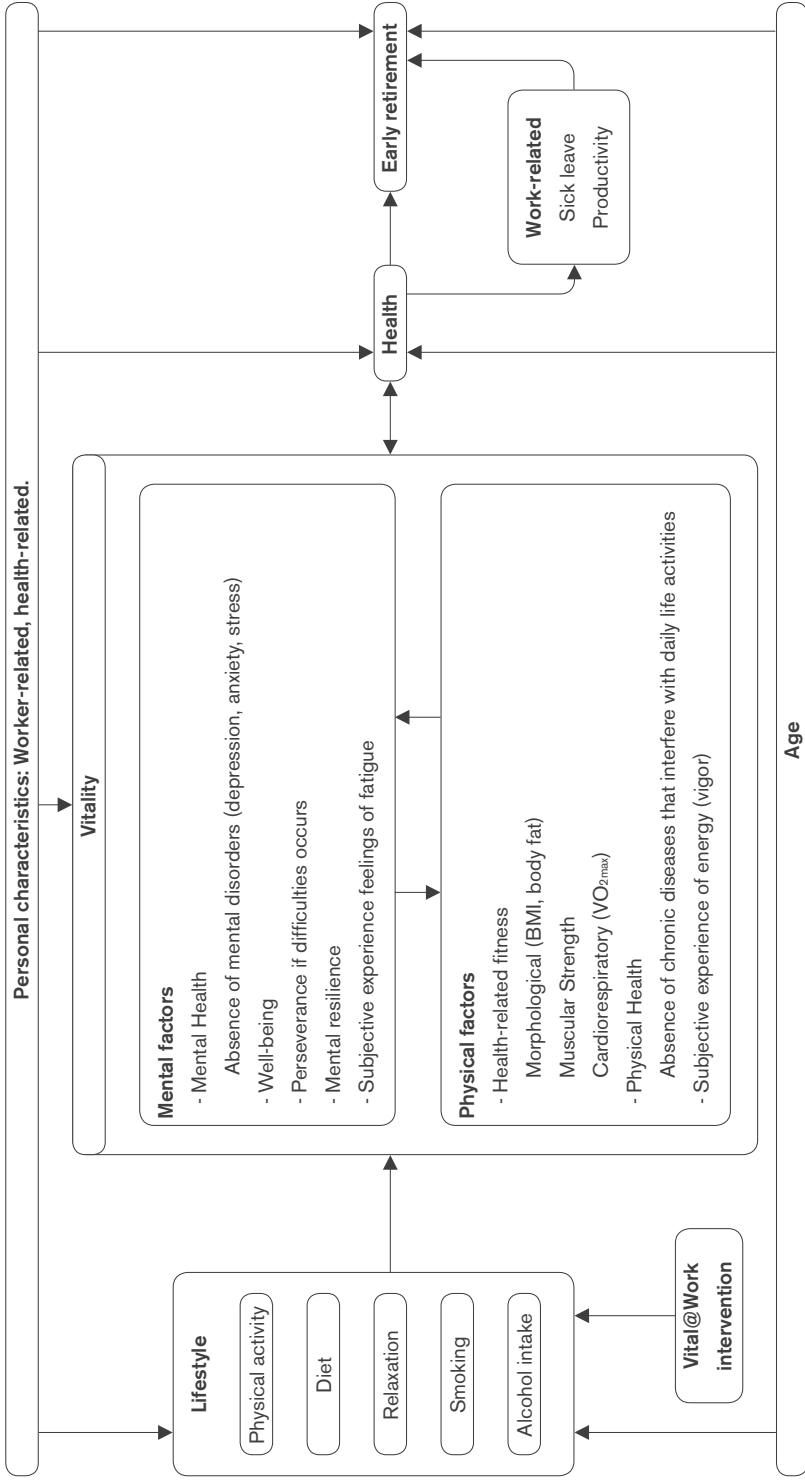 Personal characteristics: Worker-related, health-related.
Lifestyle
Physical activity
Diet
Relaxation
Smoking
Alcohol intake
Vital@Work
intervention
Vitality
Mental factors
- Mental Health
Absence of mental disorders (depression, anxiety, stress)
- Well-being
- Perseverance if difficulties occurs
- Mental resilience
- Subjective experience feelings of fatigue
Physical factors
- Health-related fitness
Morphological (BMI, body fat)
Muscular Strength
Cardiorespiratory (VO2max)
- Physical Health
Absence of chronic diseases that interfere with daily life activities
- Subjective experience of energy (vigor)
Health
Early retirement
Work-related
Sick leave
Productivity
Age